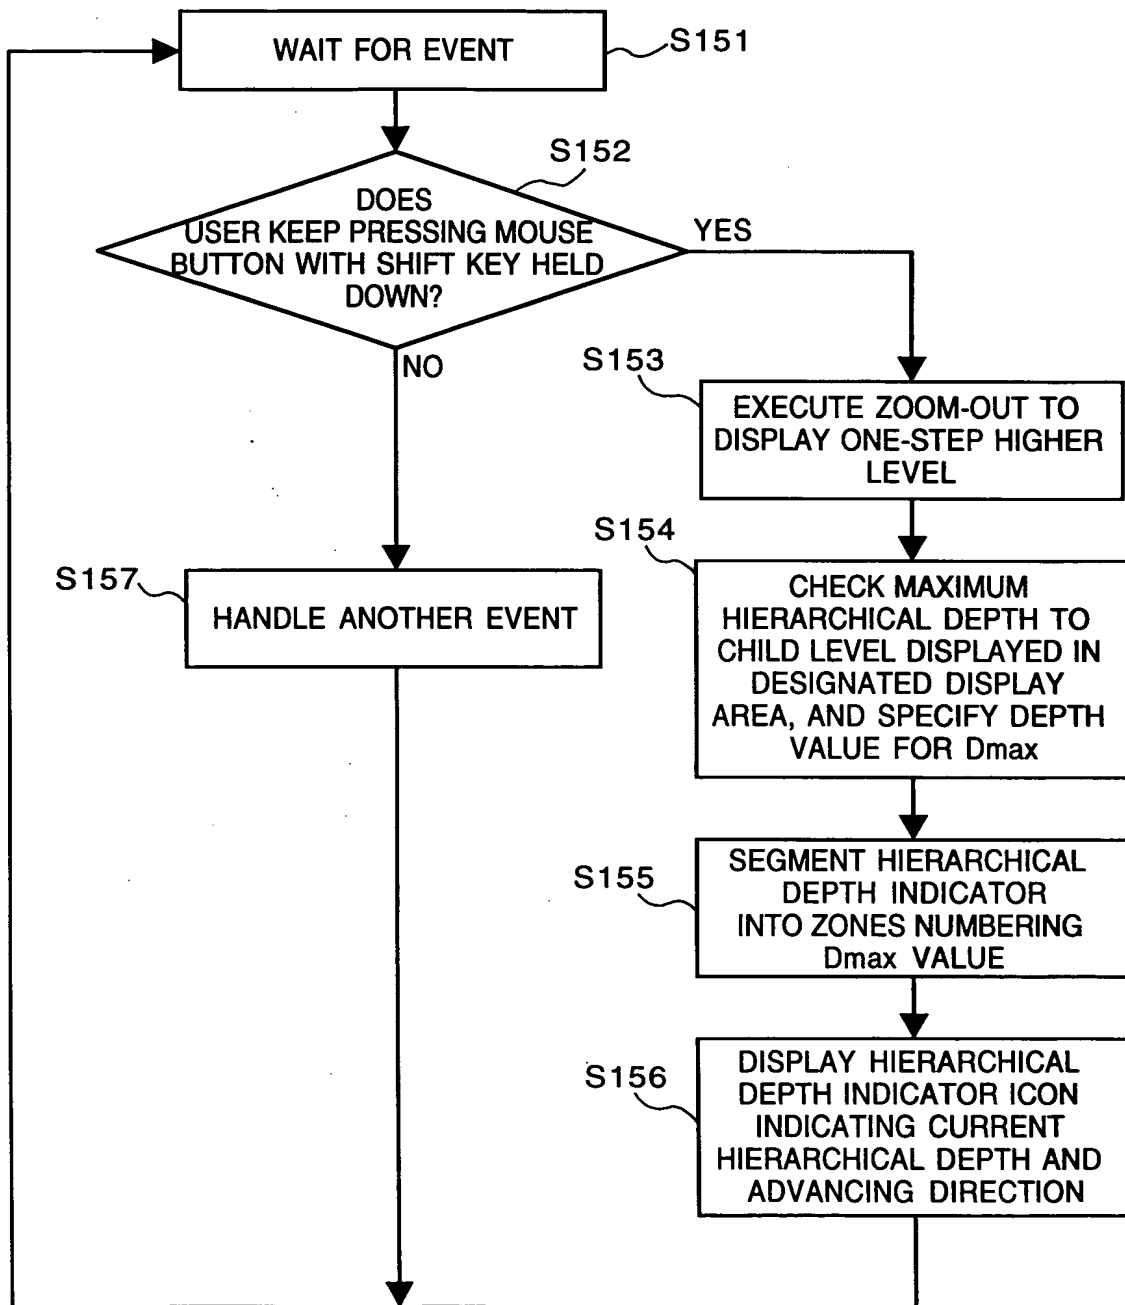 WAIT FOR EVENT
S151
S152
DOES
USER KEEP PRESSING MOUSE
BUTTON WITH SHIFT KEY HELD
DOWN?
YES
NO
S153
EXECUTE ZOOM-OUT TO
DISPLAY ONE-STEP HIGHER
LEVEL
S154
CHECK MAXIMUM
HIERARCHICAL DEPTH TO
CHILD LEVEL DISPLAYED IN
DESIGNATED DISPLAY
AREA, AND SPECIFY DEPTH
VALUE FOR Dmax
S157
HANDLE ANOTHER EVENT
S155
SEGMENT HIERARCHICAL
DEPTH INDICATOR
INTO ZONES NUMBERING
Dmax VALUE
S156
DISPLAY HIERARCHICAL
DEPTH INDICATOR ICON
INDICATING CURRENT
HIERARCHICAL DEPTH AND
ADVANCING DIRECTION